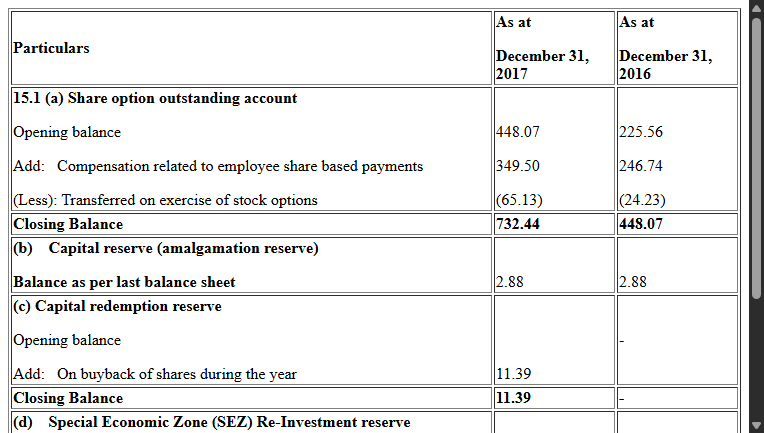 Particulars
As at
December 31,
2017
As at
December 31,
2016
15.1 (a) Share option outstanding account
Opening balance 448.07 225.56
Add: Compensation related to employee share based payments 349.50 246.74
(Less): Transferred on exercise of stock options (65.13) (24.23)
Closing Balance 732.44 448.07
(b) Capital reserve (amalgamation reserve)
Balance as per last balance sheet 2.88 2.88
(c) Capital redemption reserve
Opening balance -
Add: On buyback of shares during the year 11.39
Closing Balance 11.39 -
(d) Special Economic Zone (SEZ) Re-Investment reserve